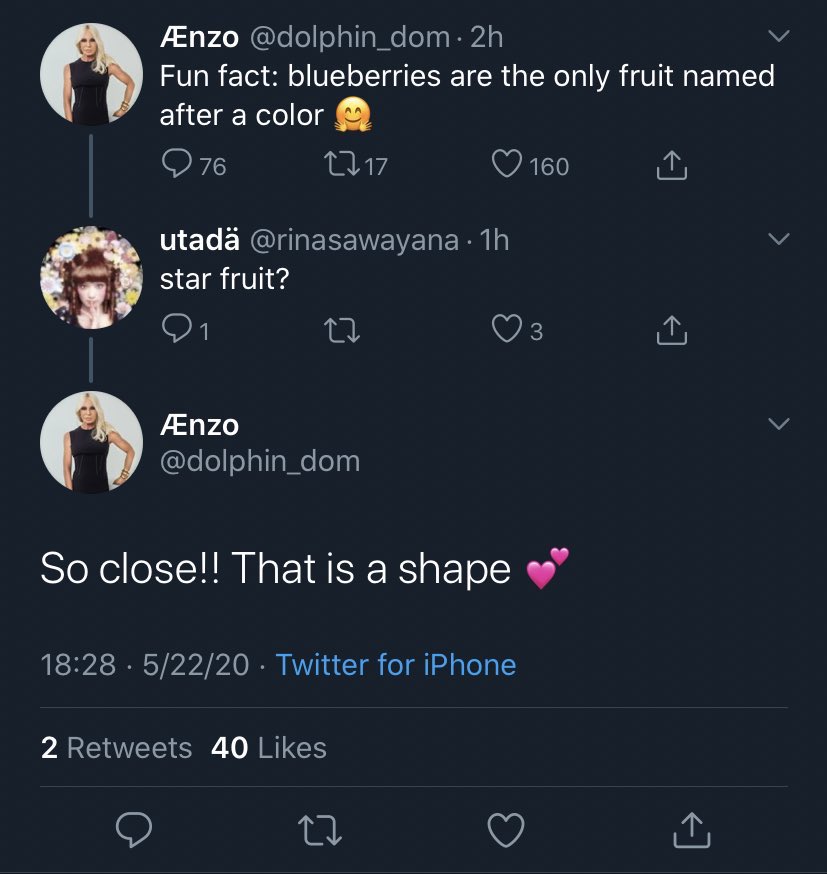 Ænzo @dolphin_dom · 2h
Fun fact: blueberries are the only fruit named
after a color 🤗
76 17 160
utadä @rinasawayana · 1h
star fruit?
1 3
Ænzo
@dolphin_dom
So close!! That is a shape 💕
18:28 · 5/22/20 · Twitter for iPhone
2 Retweets 40 Likes